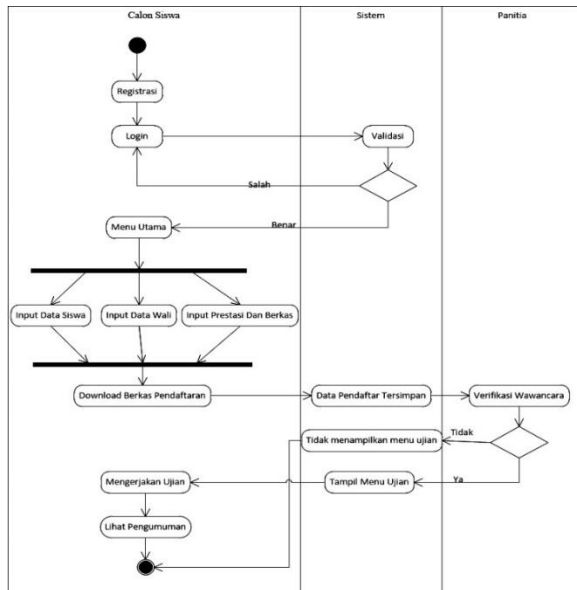 Calon Siswa
Sistem
Panitia
Registrasi
Login
Validasi
Salah
Benar
Menu Utama
Input Data Siswa
Input Data Wali
Input Prestasi Dan Berkas
Download Berkas Pendaftaran
Data Pendaftar Tersimpan
Verifikasi Wawancara
Tidak
Tidak menampilkan menu ujian
Mengerjakan Ujian
Tampil Menu Ujian
Ya
Lihat Pengumuman